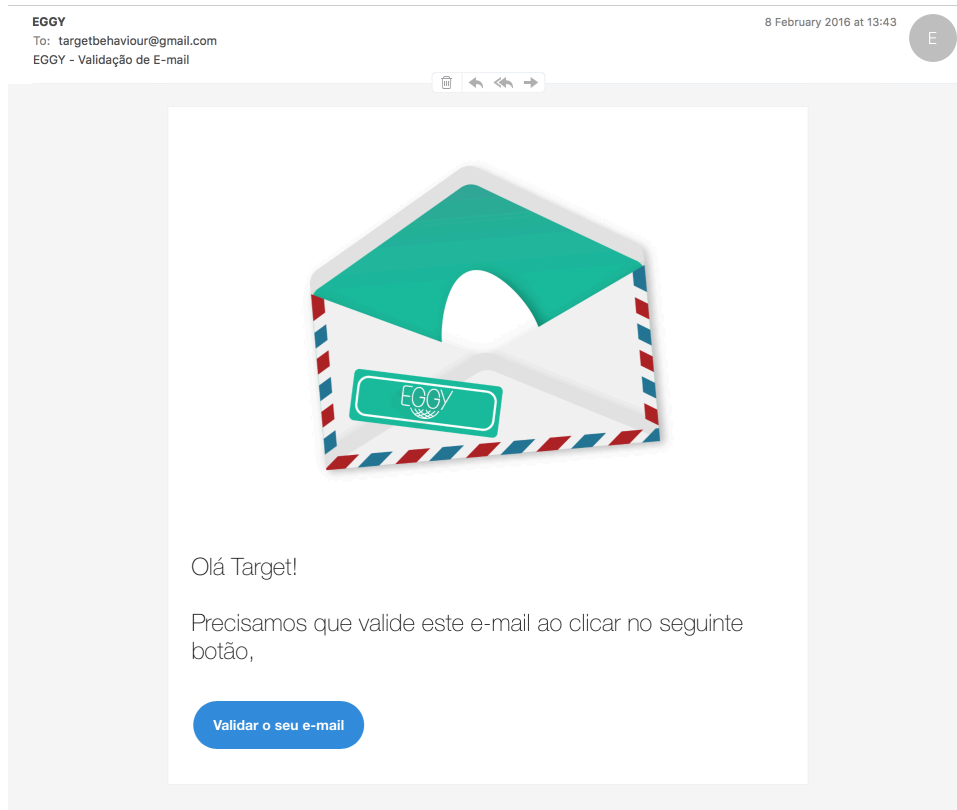 EGGY
8 February 2016 at 13:43
E
To: targetbehaviour@gmail.com
EGGY - Validação de E-mail
EGGY
Olá Target!
Precisamos que valide este e-mail ao clicar no seguinte
botão,
Validar o seu e-mail